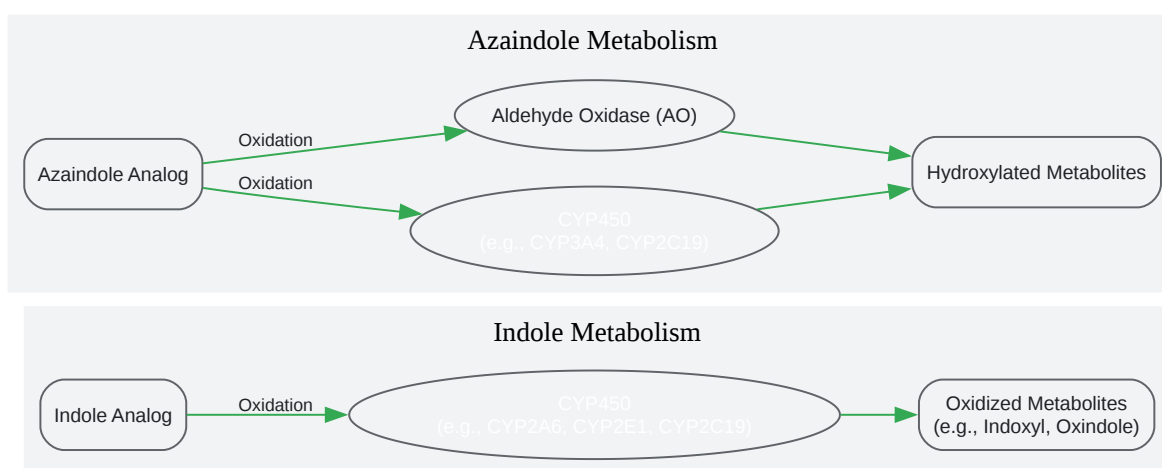 Azaindole Metabolism
Azaindole Analog
Oxidation
Oxidation
Aldehyde Oxidase (AO)
CYP450
(e.g., CYP3A4, CYP2C19)
Hydroxylated Metabolites
Indole Metabolism
Indole Analog
Oxidation
CYP450
(e.g., CYP2A6, CYP2E1, CYP2C19)
Oxidized Metabolites
(e.g., Indoxyl, Oxindole)